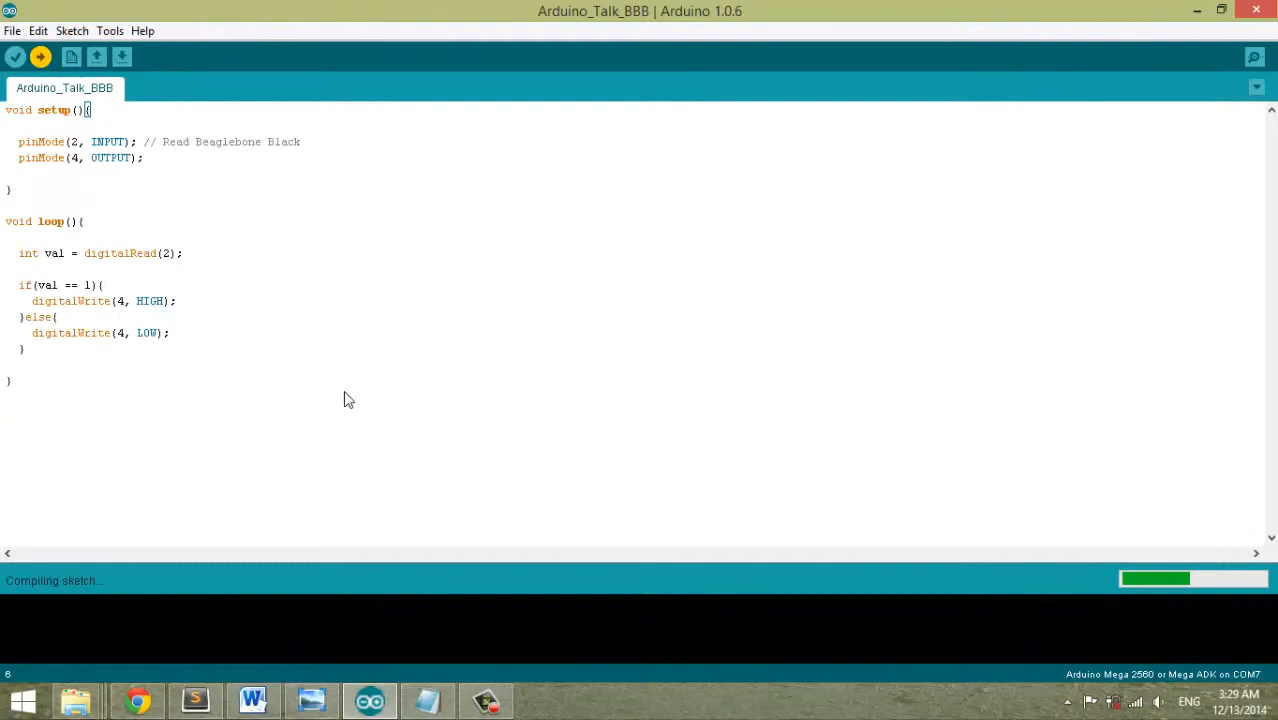 Arduino_Talk_BBB | Arduino 1.0.6
File Edit Sketch Tools Help
Arduino_Talk_BBB
void setup(){
pinMode(2, INPUT); // Read Beaglebone Black
pinMode(4, OUTPUT);
}
void loop(){
int val = digitalRead(2);
if(val == 1){
digitalWrite(4, HIGH);
}else{
digitalWrite(4, LOW);
}
}
Compiling sketch...
6 Arduino Mega 2560 or Mega ADK on COM7
ENG 3:29 AM
12/13/2014